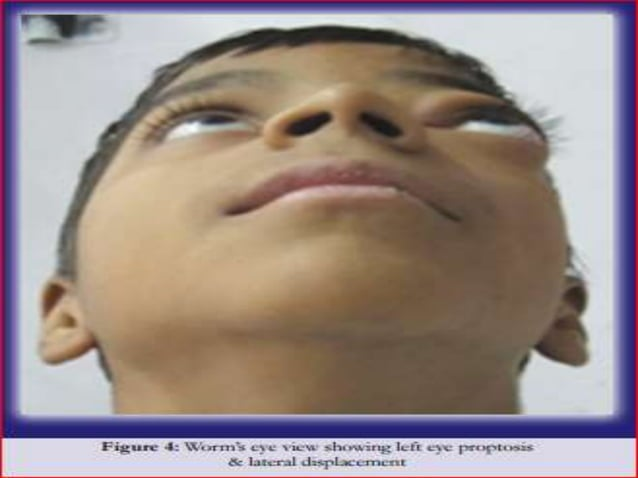 Figure 4: Worm's eye view showing left eye proptosis
& lateral displacement